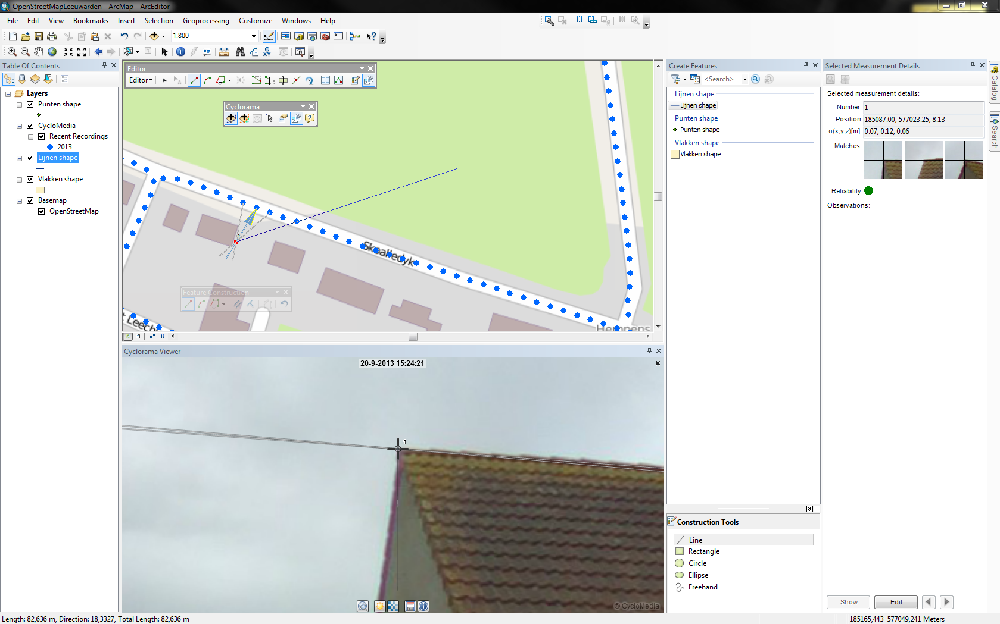 OpenStreetMapLeeuwarden - ArcMap - ArcEditor
File Edit View Bookmarks Insert Selection Geoprocessing Customize Windows Help
1:800
Table Of Contents
Layers
Punten shape
CycloMedia
Recent Recordings
2013
Lijnen shape
Vlakken shape
Basemap
OpenStreetMap
Editor
Editor
Cyclorama
Skoalledyk
Feature Construction
Hempens
Cyclorama Viewer
20-9-2013 15:24:21
1
© CycloMedia
Create Features
<Search>
Lijnen shape
Lijnen shape
Punten shape
Punten shape
Vlakken shape
Vlakken shape
Construction Tools
Line
Rectangle
Circle
Ellipse
Freehand
Selected Measurement Details
Selected measurement details:
Number: 1
Position: 185087.00, 577023.25, 8.13
σ(x,y,z)[m]: 0.07, 0.12, 0.06
Matches:
Reliability:
Observations:
Show Edit
Catalog
Search
Length: 82,636 m, Direction: 18,3327, Total Length: 82,636 m
185165,443 577049,241 Meters